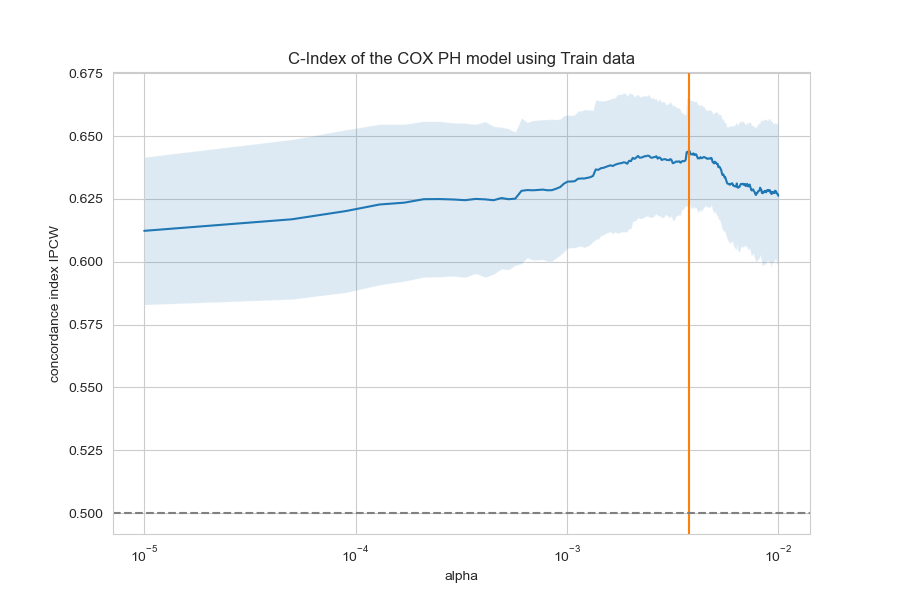 C-Index of the COX PH model using Train data
0.675
0.650
0.625
0.600
0.575
0.550
0.525
0.500
concordance index IPCW
10⁻⁵ 10⁻⁴ 10⁻³ 10⁻²
alpha